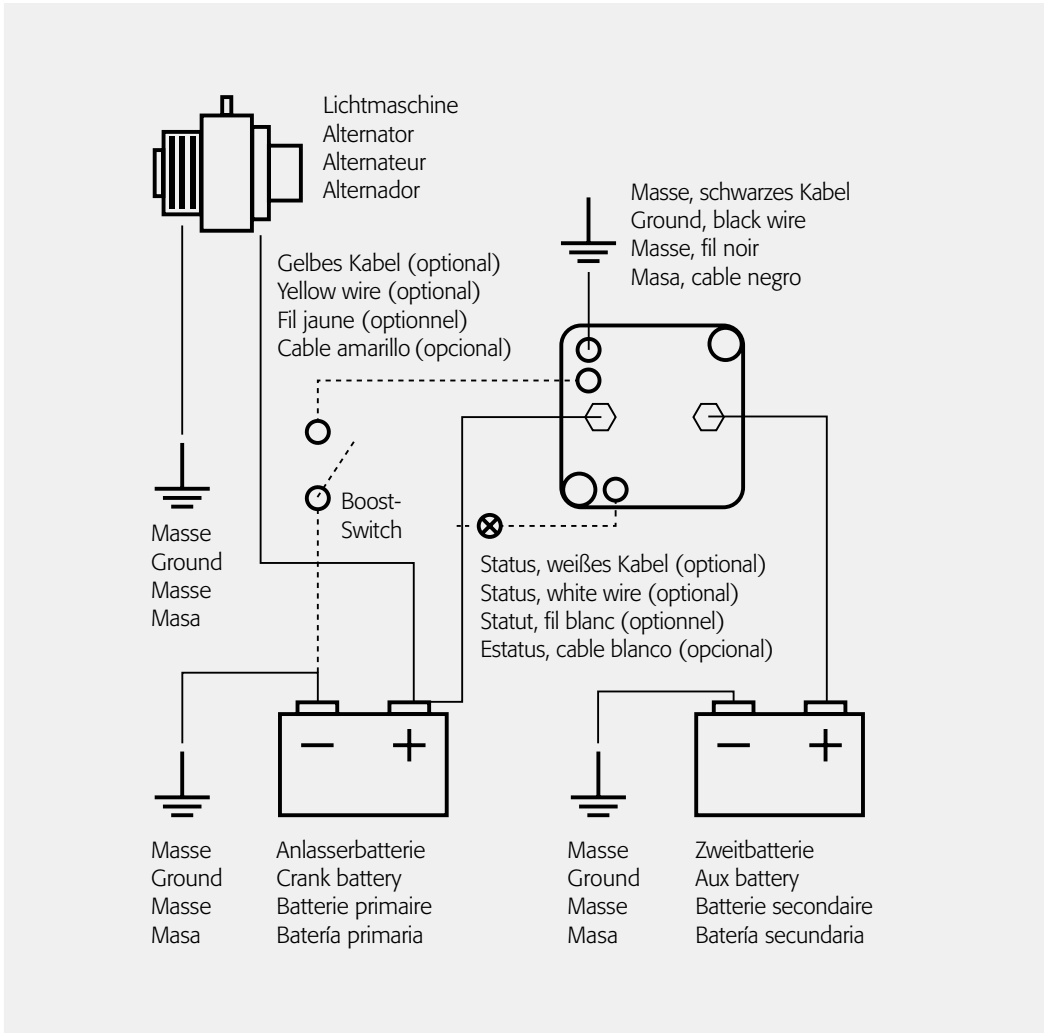 Lichtmaschine
Alternator
Alternateur
Alternador
Masse, schwarzes Kabel
Ground, black wire
Masse, fil noir
Masa, cable negro
Gelbes Kabel (optional)
Yellow wire (optional)
Fil jaune (optionnel)
Cable amarillo (opcional)
Boost-
Switch
Masse
Ground
Masse
Masa
Status, weißes Kabel (optional)
Status, white wire (optional)
Statut, fil blanc (optionnel)
Estatus, cable blanco (opcional)
Masse
Ground
Masse
Masa
Anlasserbatterie
Crank battery
Batterie primaire
Batería primaria
Masse
Ground
Masse
Masa
Zweitbatterie
Aux battery
Batterie secondaire
Batería secundaria